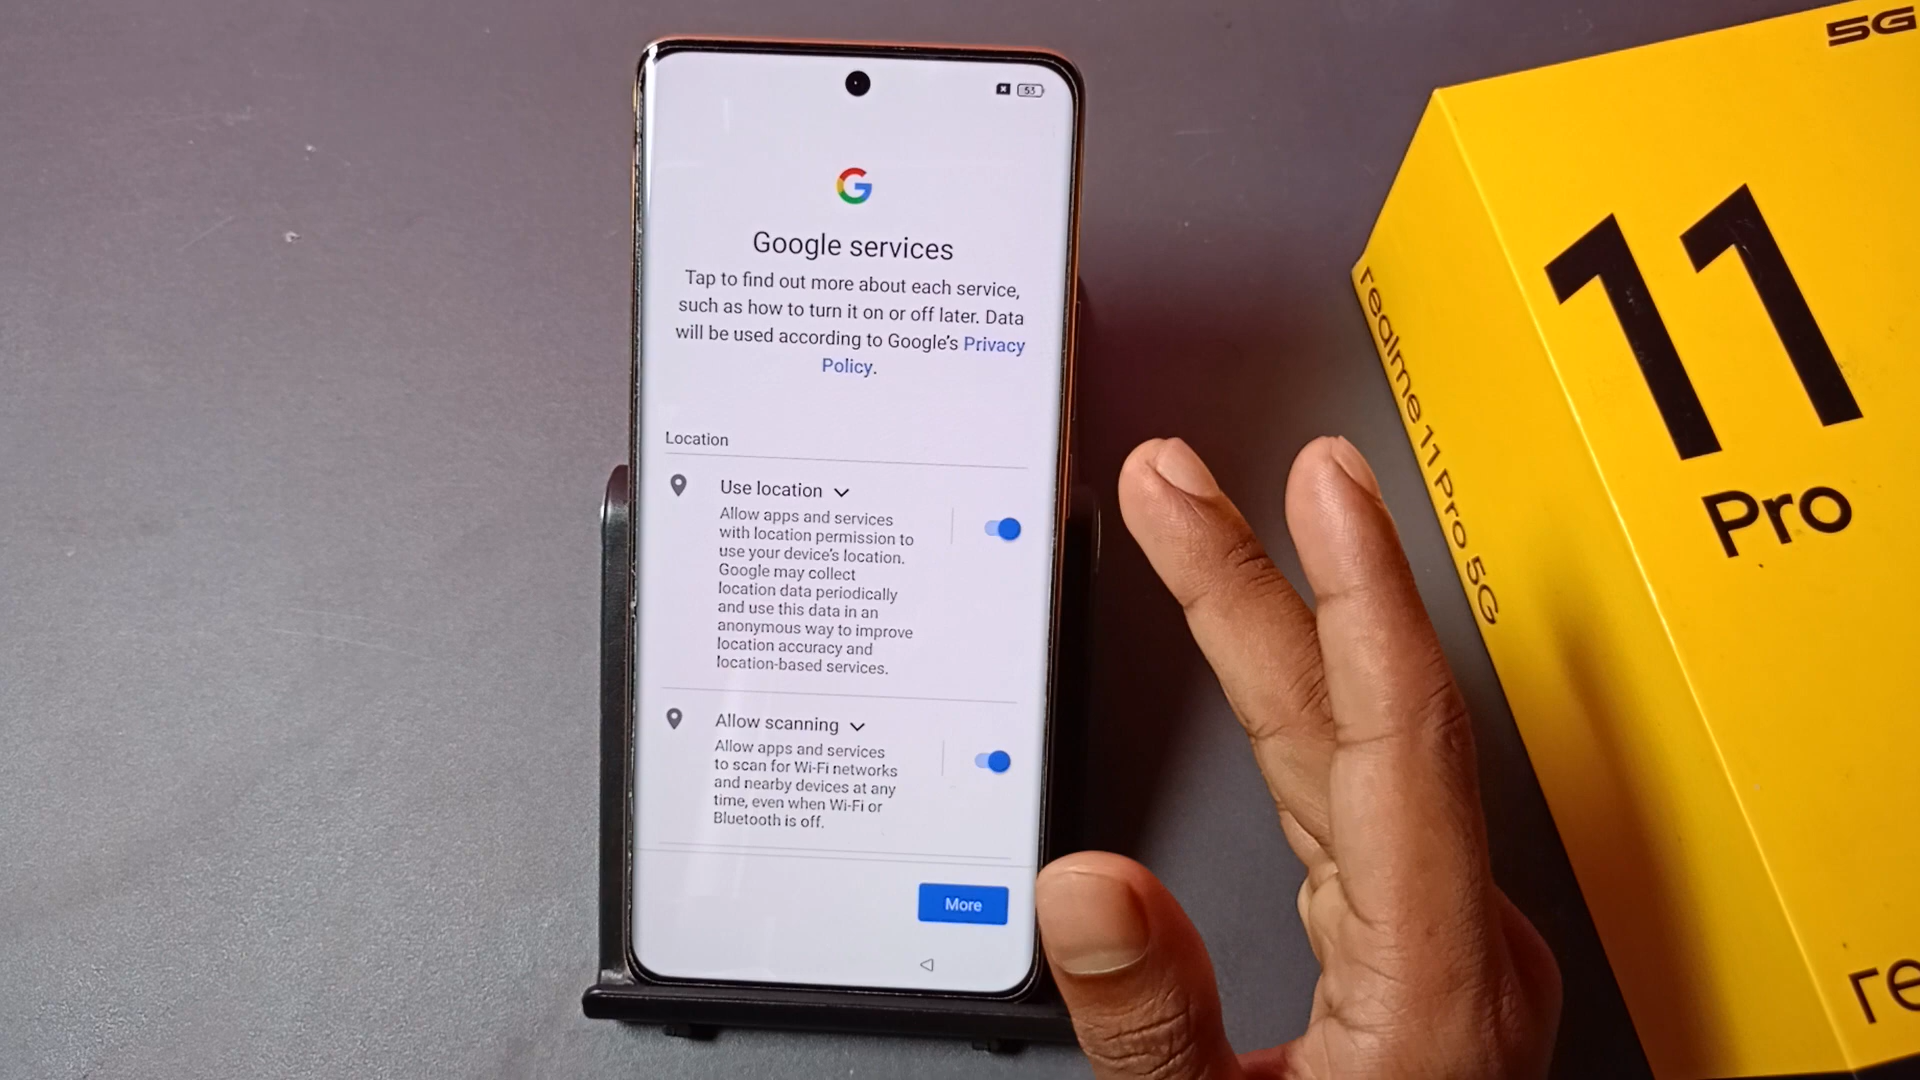 53
G
Google services
Tap to find out more about each service,
such as how to turn it on or off later. Data
will be used according to Google's Privacy
Policy.
Location
Use location
Allow apps and services
with location permission to
use your device's location.
Google may collect
location data periodically
and use this data in an
anonymous way to improve
location accuracy and
location-based services.
Allow scanning
Allow apps and services
to scan for Wi-Fi networks
and nearby devices at any
time, even when Wi-Fi or
Bluetooth is off.
More
5G
11
Pro
realme 11 Pro 5G
re